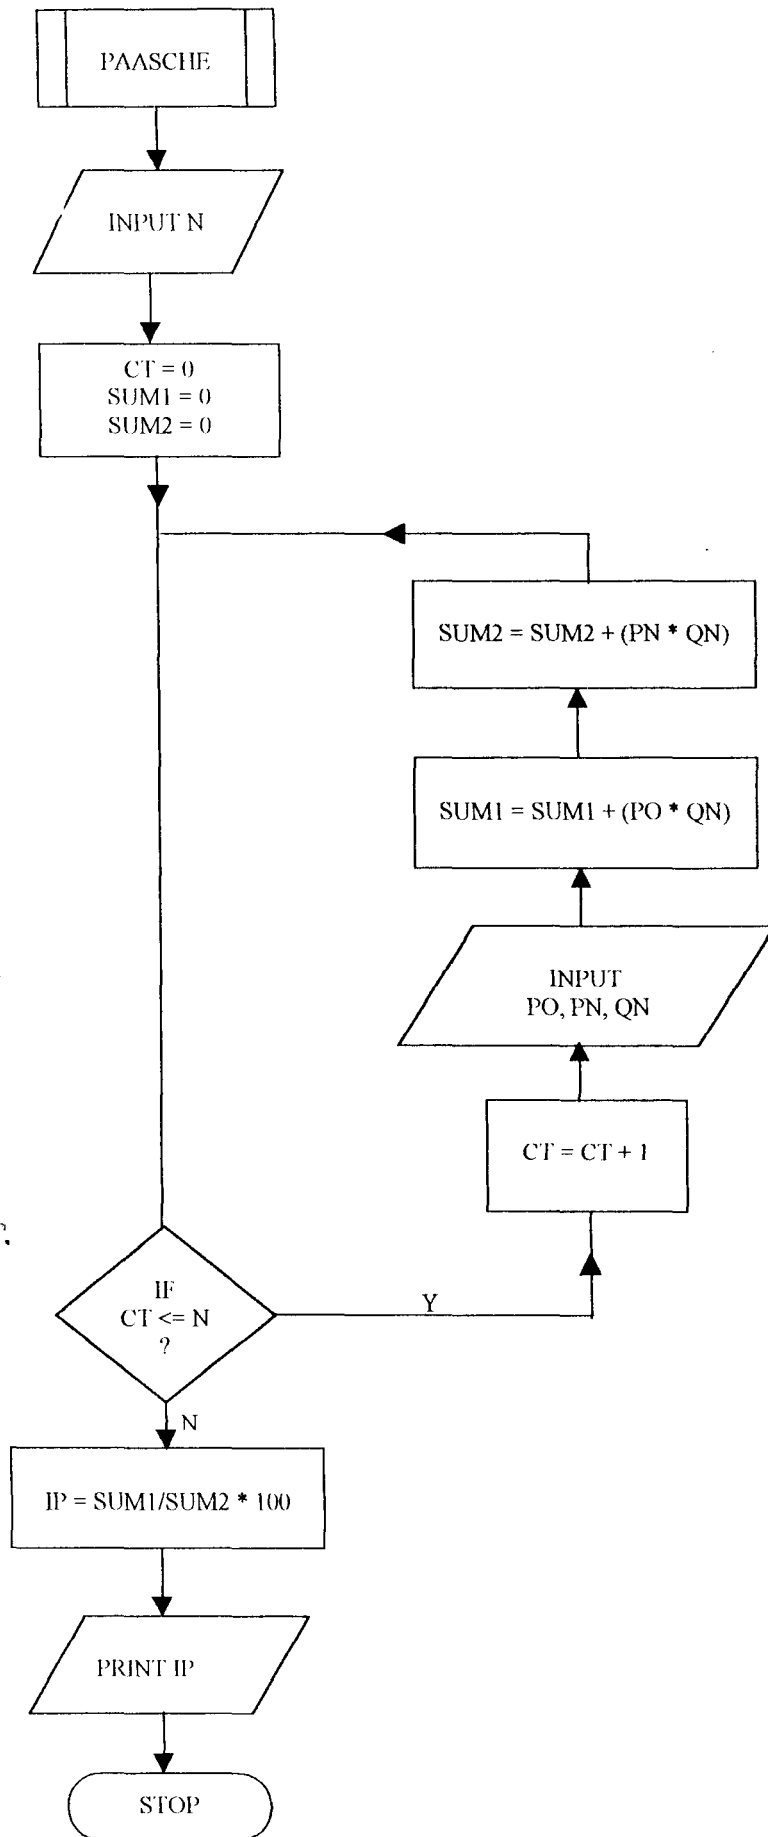 PAASCHE
INPUT N
CT = 0
SUM1 = 0
SUM2 = 0
SUM2 = SUM2 + (PN * QN)
SUM1 = SUM1 + (PO * QN)
INPUT
PO, PN, QN
CT = CT + 1
IF
CT <= N
?
Y
N
IP = SUM1/SUM2 * 100
PRINT IP
STOP